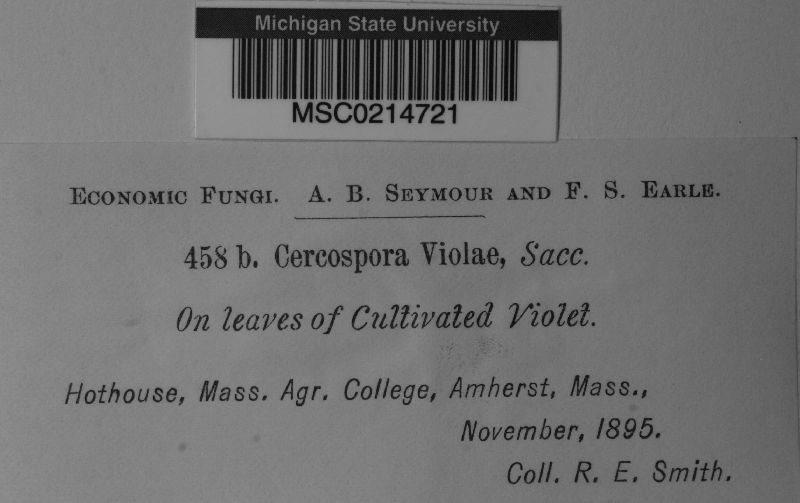 Michigan State University
MSC0214721
Economic Fungi. A. B. Seymour and F. S. Earle.
458 b. Cercospora Violae, Sacc.
On leaves of Cultivated Violet.
Hothouse, Mass. Agr. College, Amherst, Mass.,
November, 1895.
Coll. R. E. Smith.